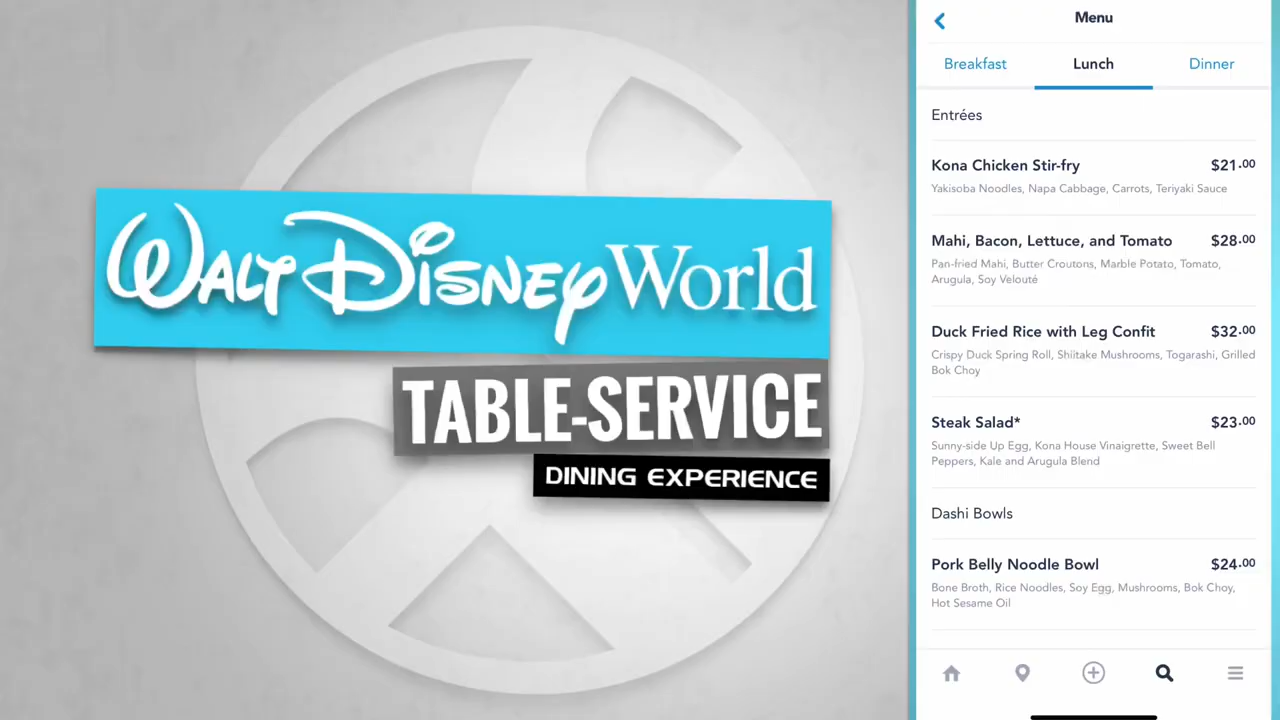 WALT DISNEY World
TABLE-SERVICE
DINING EXPERIENCE
Menu
Breakfast Lunch Dinner
Entrées
Kona Chicken Stir-fry $21.00
Yakisoba Noodles, Napa Cabbage, Carrots, Teriyaki Sauce
Mahi, Bacon, Lettuce, and Tomato $28.00
Pan-fried Mahi, Butter Croutons, Marble Potato, Tomato,
Arugula, Soy Velouté
Duck Fried Rice with Leg Confit $32.00
Crispy Duck Spring Roll, Shiitake Mushrooms, Togarashi, Grilled
Bok Choy
Steak Salad* $23.00
Sunny-side Up Egg, Kona House Vinaigrette, Sweet Bell
Peppers, Kale and Arugula Blend
Dashi Bowls
Pork Belly Noodle Bowl $24.00
Bone Broth, Rice Noodles, Soy Egg, Mushrooms, Bok Choy,
Hot Sesame Oil